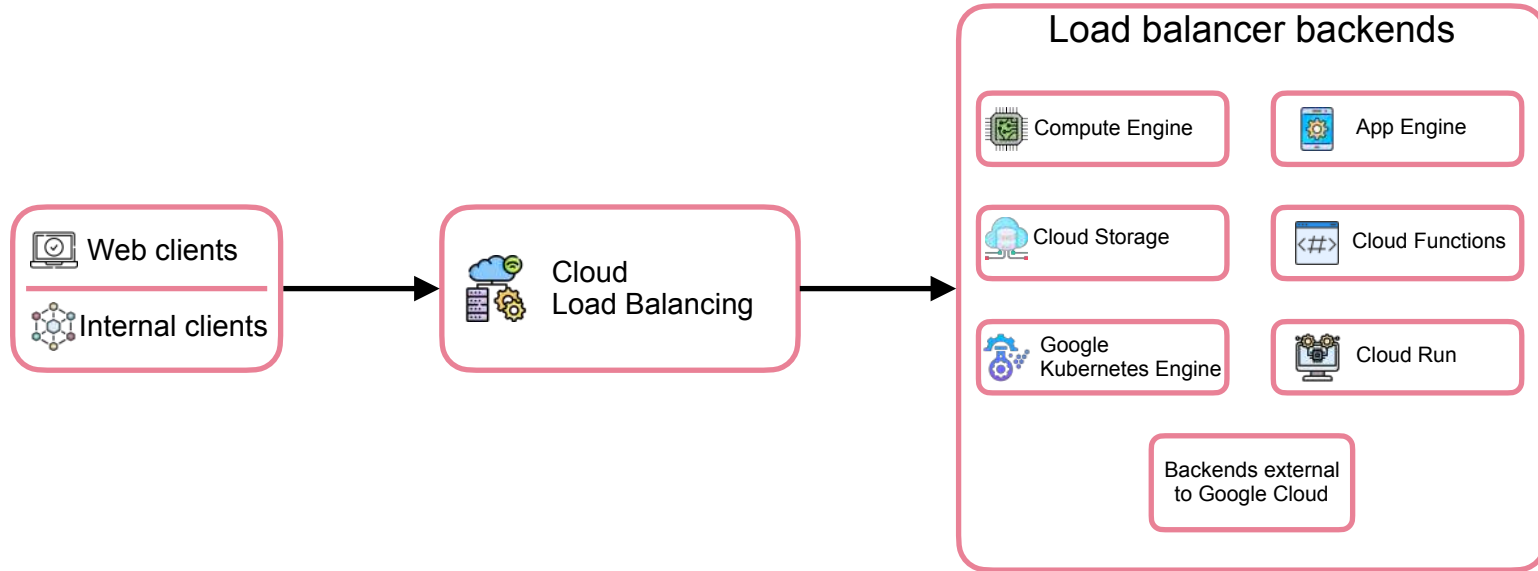 Load balancer backends
Compute Engine
App Engine
Web clients
Internal clients
Cloud
Load Balancing
Cloud Storage
<#>
Cloud Functions
Google
Kubernetes Engine
Cloud Run
Backends external
to Google Cloud